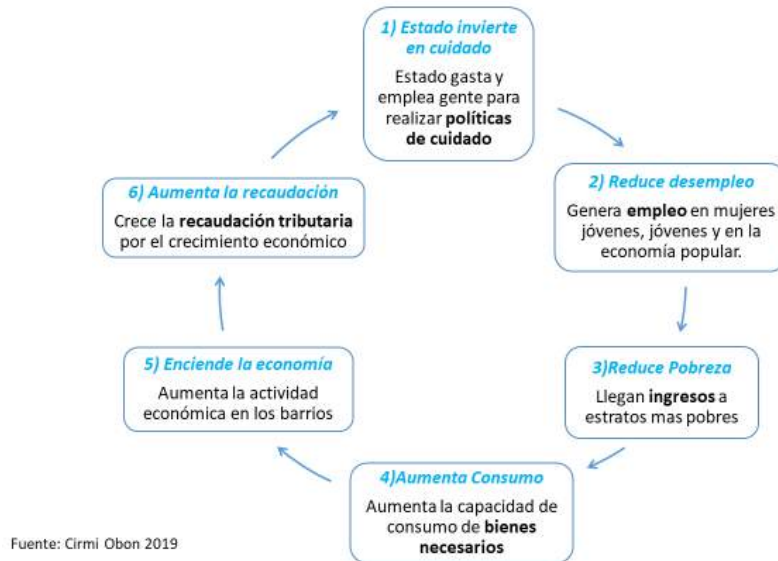 1) Estado invierte
en cuidado
Estado gasta y
emplea gente para
realizar políticas
de cuidado
2) Reduce desempleo
Genera empleo en mujeres
jóvenes, jóvenes y en la
economía popular.
3)Reduce Pobreza
Llegan ingresos a
estratos mas pobres
4)Aumenta Consumo
Aumenta la capacidad de
consumo de bienes
necesarios
5) Enciende la economía
Aumenta la actividad
económica en los barrios
6) Aumenta la recaudación
Crece la recaudación tributaria
por el crecimiento económico
Fuente: Cirmi Obon 2019